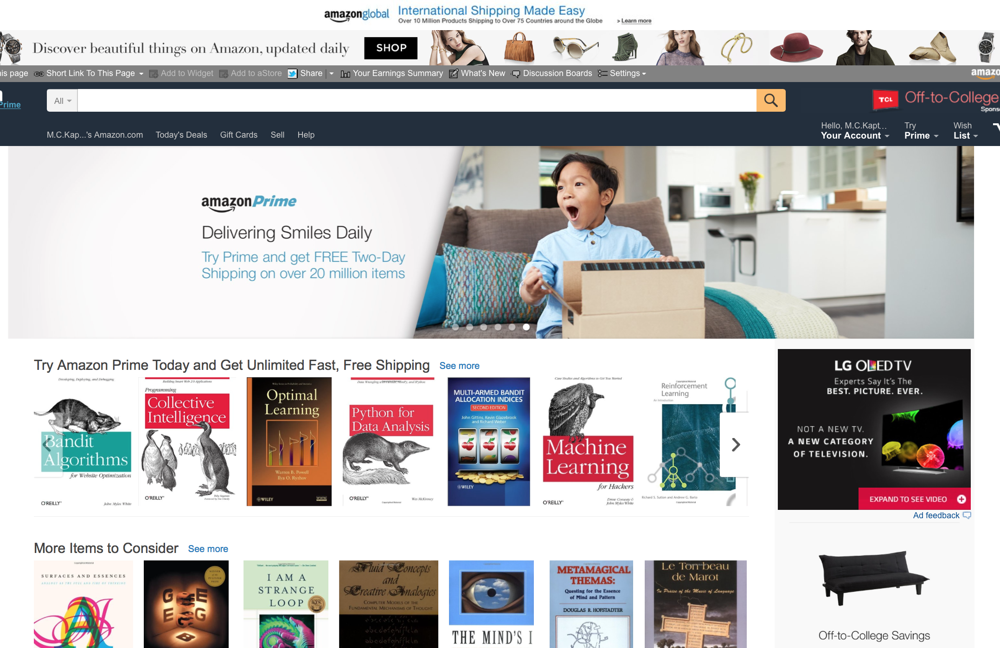 amazonglobal International Shipping Made Easy
Over 10 Million Products Shipping to Over 75 Countries around the Globe > Learn more
Discover beautiful things on Amazon, updated daily SHOP
is page Short Link To This Page Add to Widget Add to aStore Share Your Earnings Summary What's New Discussion Boards Settings amazo
Prime All TCL Off-to-College
Spons
Hello, M.C.Kapt... Try Wish
M.C.Kap...'s Amazon.com Today's Deals Gift Cards Sell Help Your Account Prime List
amazonPrime
Delivering Smiles Daily
Try Prime and get FREE Two-Day
Shipping on over 20 million items
Try Amazon Prime Today and Get Unlimited Fast, Free Shipping See more
Developing, Deploying, and Debugging
Bandit
Algorithms
for Website Optimization
O'REILLY®
John Myles White
Building Smart Web 2.0 Applications
Programming
Collective
Intelligence
O'REILLY®
Toby Segaran
Wiley Series in Probability and Statistics
Optimal
Learning
Warren B. Powell
Ilya O. Ryzhov
WILEY
WWW
Python for
Data Analysis
O'REILLY®
Wes McKinney
MULTI-ARMED BANDIT
ALLOCATION INDICES
SECOND EDITION
John Gittins, Kevin Glazebrook
and Richard Weber
WILEY
Case Studies and Algorithms to Get You Started
Machine
Learning
for Hackers
O'REILLY®
Drew Conway &
John Myles White
Copyrighted Material
Reinforcement
Learning
An Introduction
Richard S. Sutton and Andrew G. Barto
Copyrighted Material
LG OLED TV
Experts Say It's The
BEST. PICTURE. EVER.
NOT A NEW TV.
A NEW CATEGORY
OF TELEVISION.
EXPAND TO SEE VIDEO
Ad feedback
More Items to Consider See more
Copyrighted Material
SURFACES AND ESSENCES
ANALOGY AS THE FUEL AND FIRE OF THINKING
WINNER
of the
PULITZER
PRIZE
G E
E G
B
I AM A
STRANGE
LOOP
Fluid Concepts
and
Creative Analogies
COMPUTER MODELS OF THE
FUNDAMENTAL MECHANISMS OF THOUGHT
THE MIND'S I
METAMAGICAL
THEMAS:
Questing for the Essence
of Mind and Pattern
DOUGLAS R. HOFSTADTER
Le Ton beau
de Marot
In Praise of the Music of Language
Off-to-College Savings